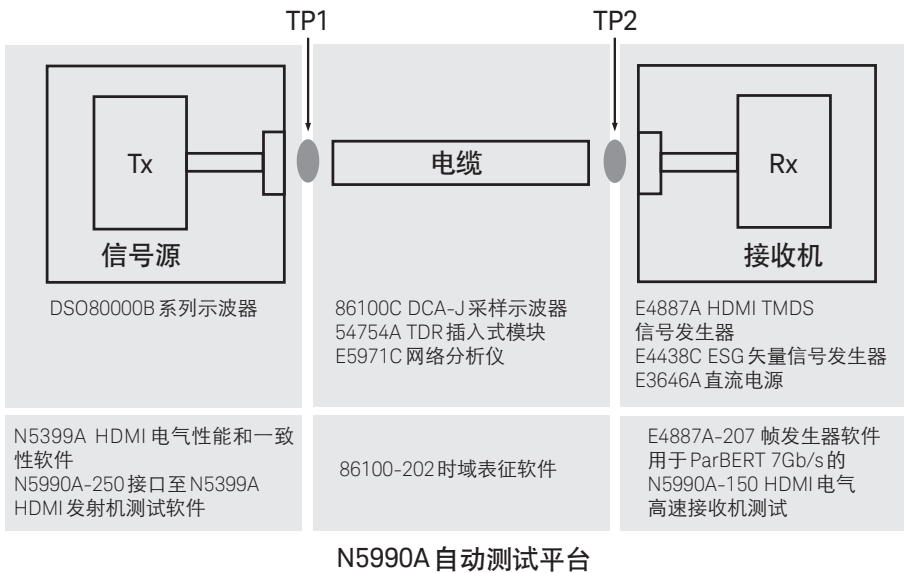 TP1
TP2
Tx
信号源
电缆
Rx
接收机
DSO80000B系列示波器
86100C DCA-J采样示波器
54754A TDR插入式模块
E5971C网络分析仪
E4887A HDMI TMDS
信号发生器
E4438C ESG矢量信号发生器
E3646A直流电源
N5399A HDMI电气性能和一致
性软件
N5990A-250接口至N5399A
HDMI发射机测试软件
86100-202时域表征软件
E4887A-207 帧发生器软件
用于ParBERT 7Gb/s的
N5990A-150 HDMI电气
高速接收机测试
N5990A自动测试平台